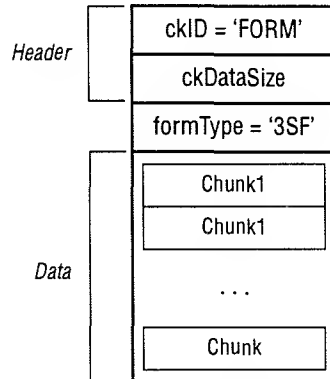 Header
ckID = 'FORM'
ckDataSize
formType = '3SF'
Data
Chunk1
Chunk1
...
Chunk